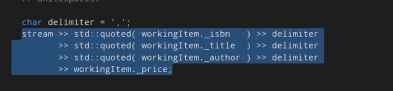 // whitespaces.
char delimiter = ',';
stream >> std::quoted( workingItem._isbn ) >> delimiter
>> std::quoted( workingItem._title ) >> delimiter
>> std::quoted( workingItem._author ) >> delimiter
>> workingItem._price;